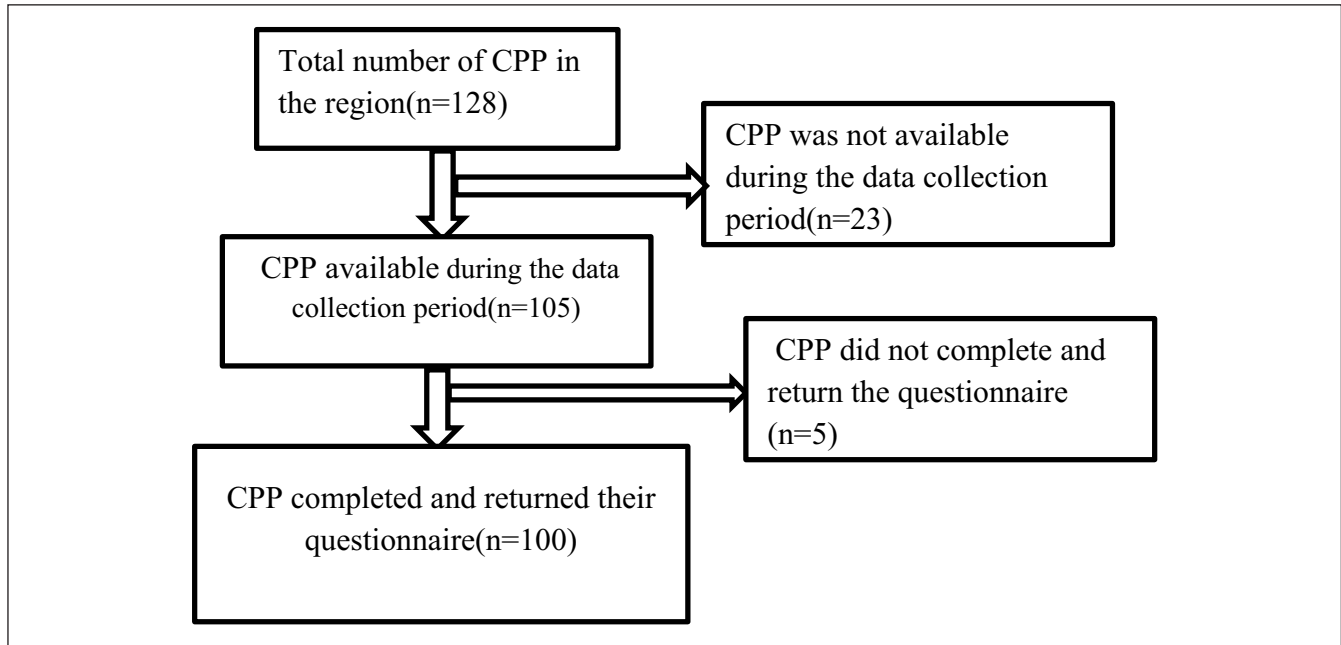 Total number of CPP in
the region(n=128)
CPP was not available
during the data collection
period(n=23)
CPP available during the data
collection period(n=105)
CPP did not complete and
return the questionnaire
(n=5)
CPP completed and returned their
questionnaire(n=100)